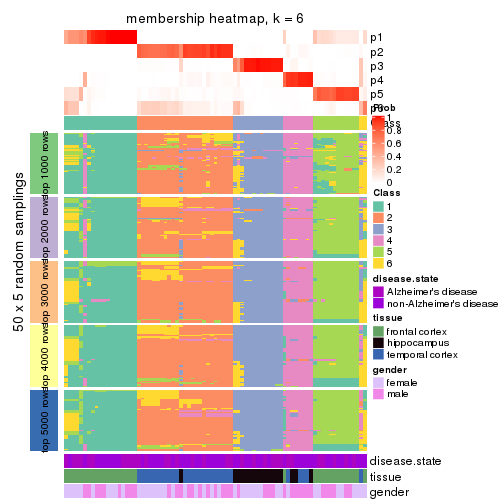 membership heatmap, k = 6
p1
p2
p3
p4
p5
Prob
1
0.8
0.6
0.4
0.2
0
Class
1
2
3
4
5
6
disease.state
Alzheimer's disease
non-Alzheimer's disease
tissue
frontal cortex
hippocampus
temporal cortex
gender
female
male
50 x 5 random samplings
top 1000 rows
top 2000 rows
top 3000 rows
top 4000 rows
top 5000 rows
disease.state
tissue
gender